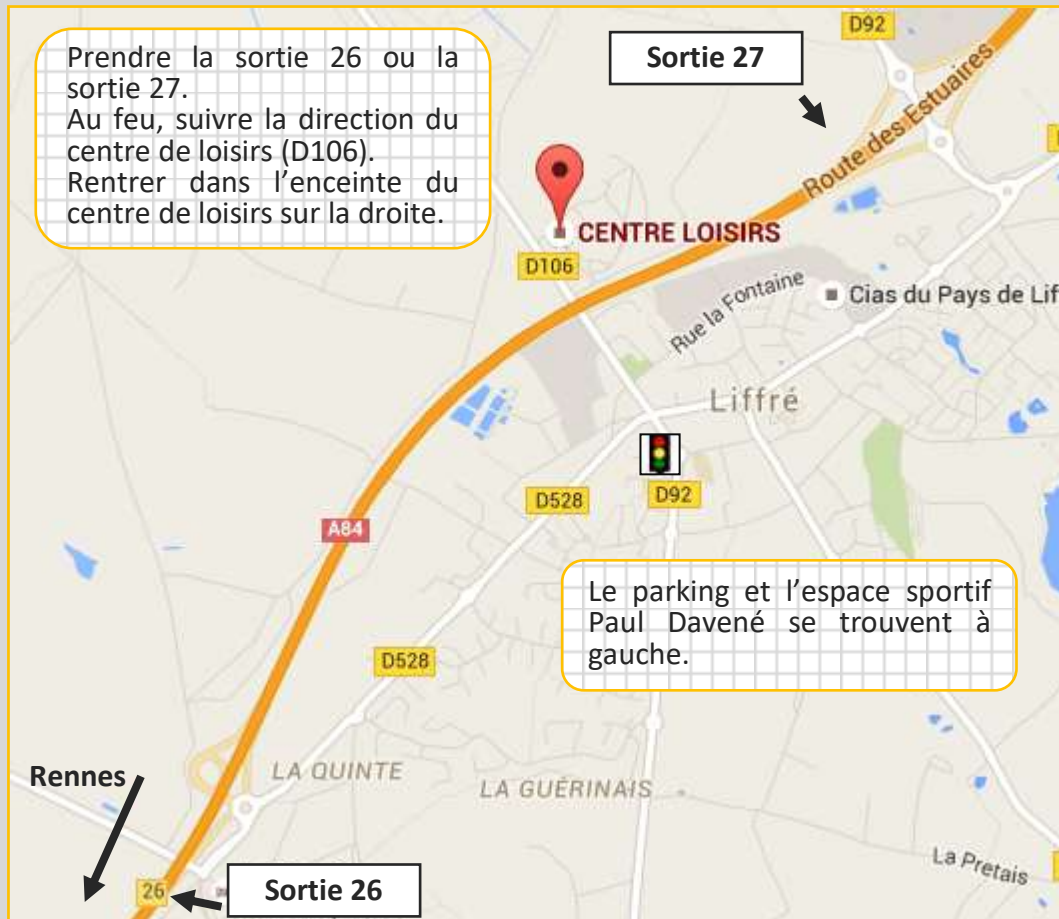 Prendre la sortie 26 ou la
sortie 27.
Au feu, suivre la direction du
centre de loisirs (D106).
Rentrer dans l'enceinte du
centre de loisirs sur la droite.
Sortie 27
D92
Route des Estuaires
CENTRE LOISIRS
D106
Rue la Fontaine
Cias du Pays de Lif
Liffré
D528
D92
A84
Le parking et l'espace sportif
Paul Davené se trouvent à
gauche.
D528
Rennes
LA QUINTE
LA GUÉRINAIS
La Pretais
26
Sortie 26